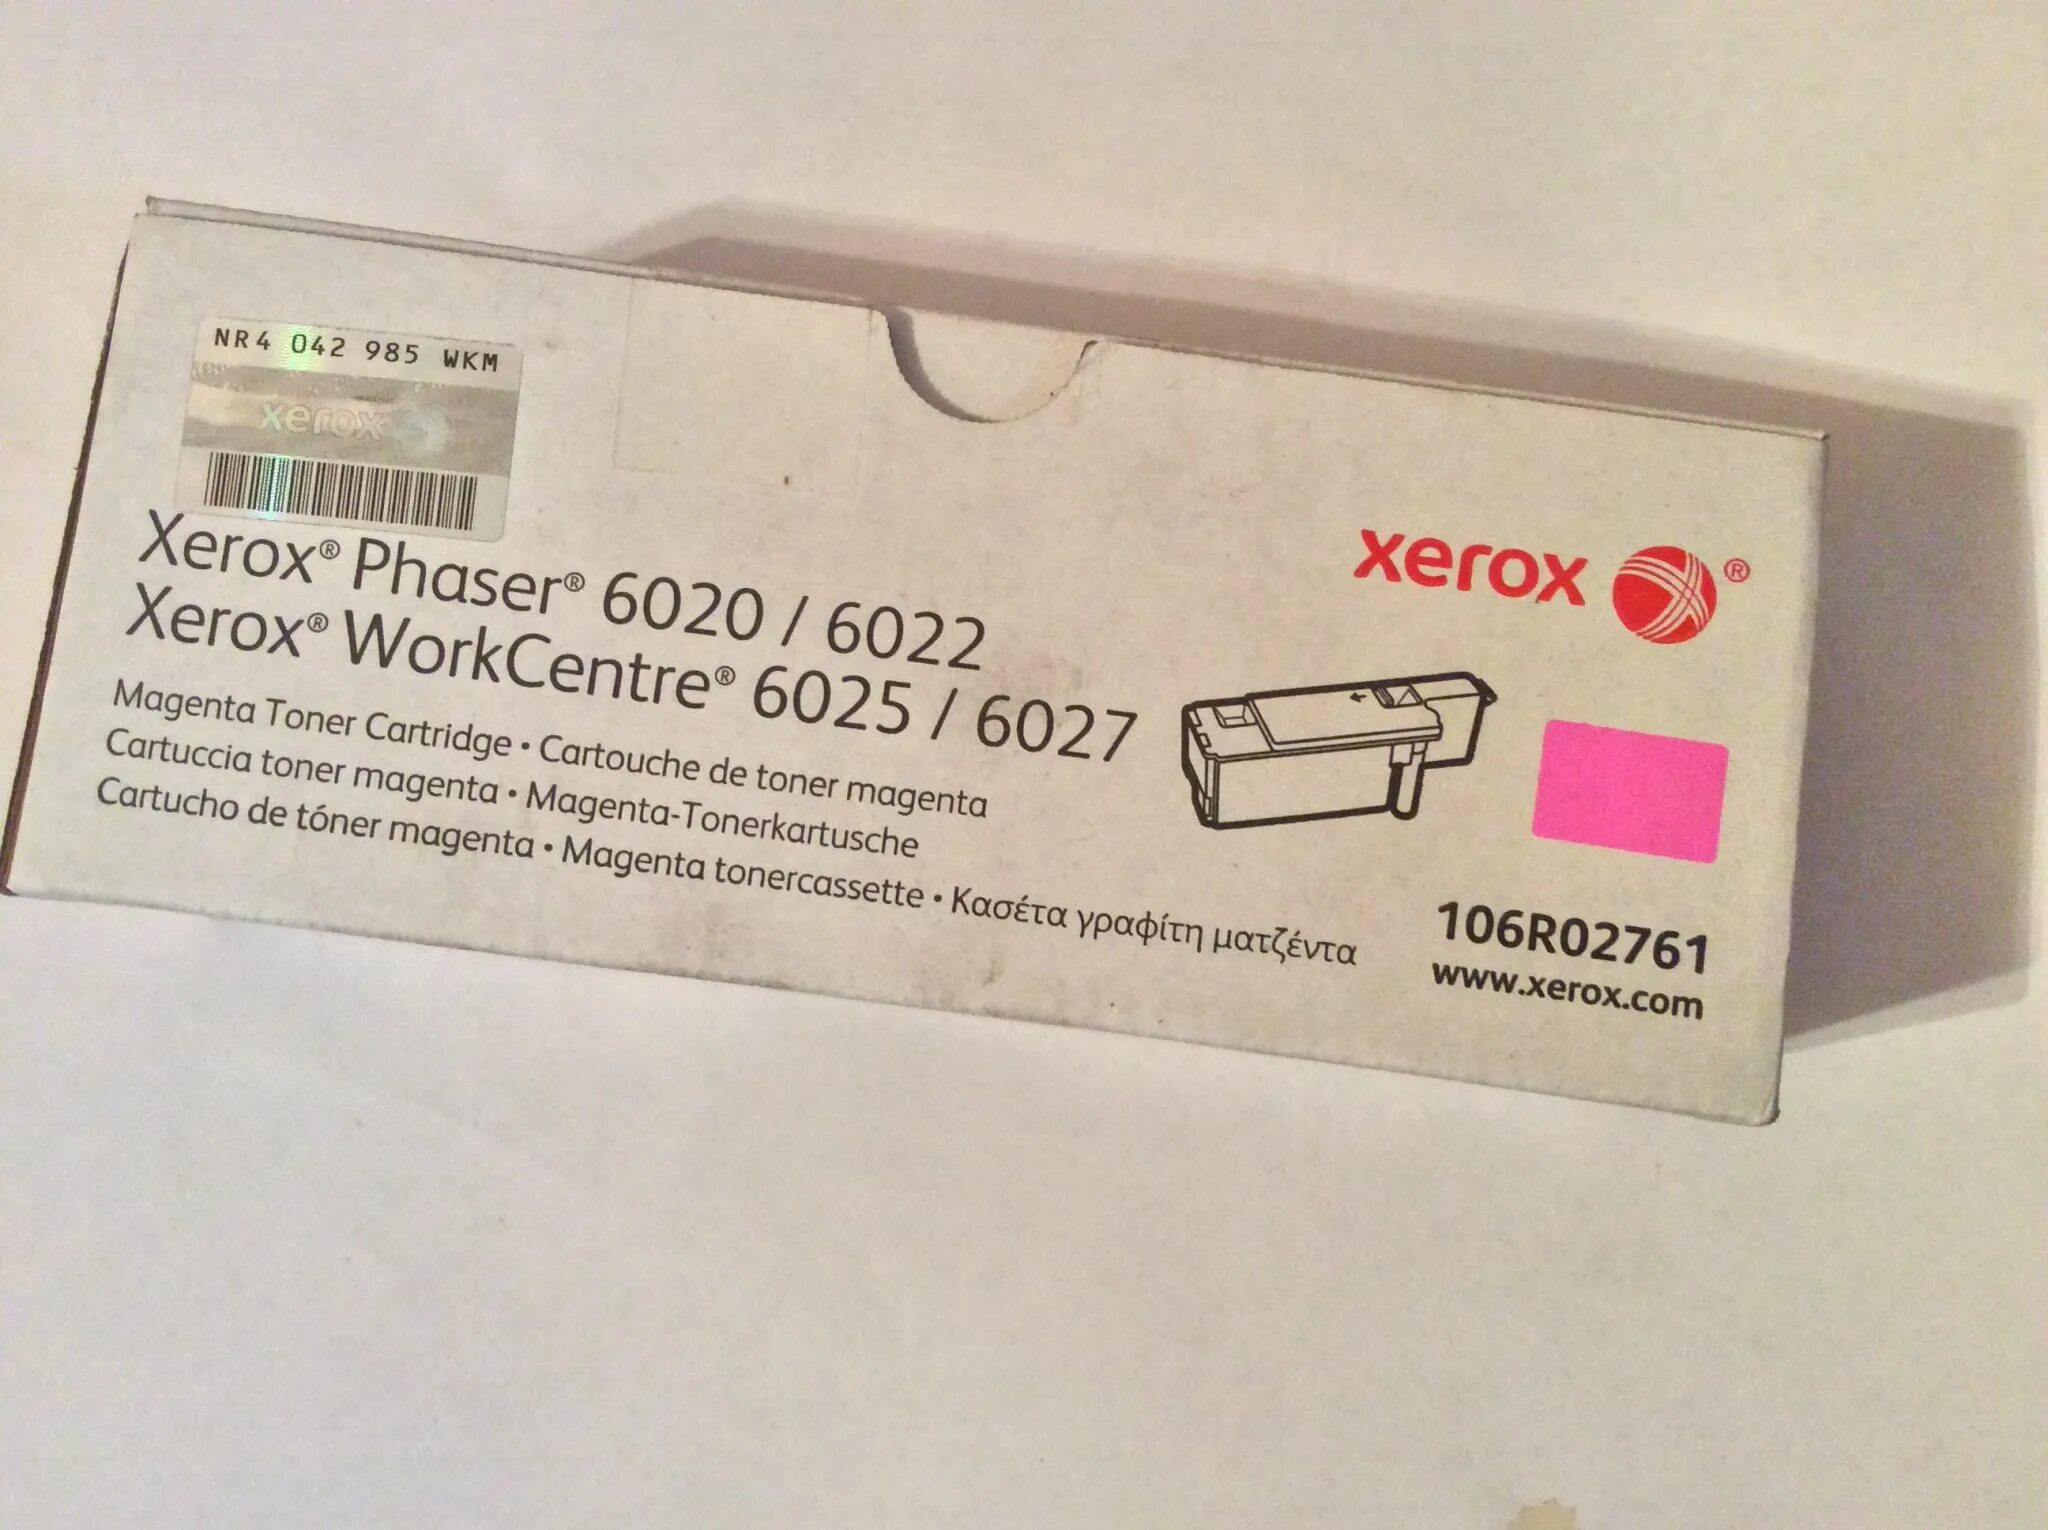 NR4 042 985 WKM
xerox
Xerox® Phaser® 6020 / 6022
Xerox® WorkCentre® 6025 / 6027
Magenta Toner Cartridge • Cartouche de toner magenta
Cartuccia toner magenta • Magenta-Tonerkartusche
Cartucho de tóner magenta • Magenta tonercassette • Κασέτα γραφίτη ματζέντα
xerox ®
106R02761
www.xerox.com